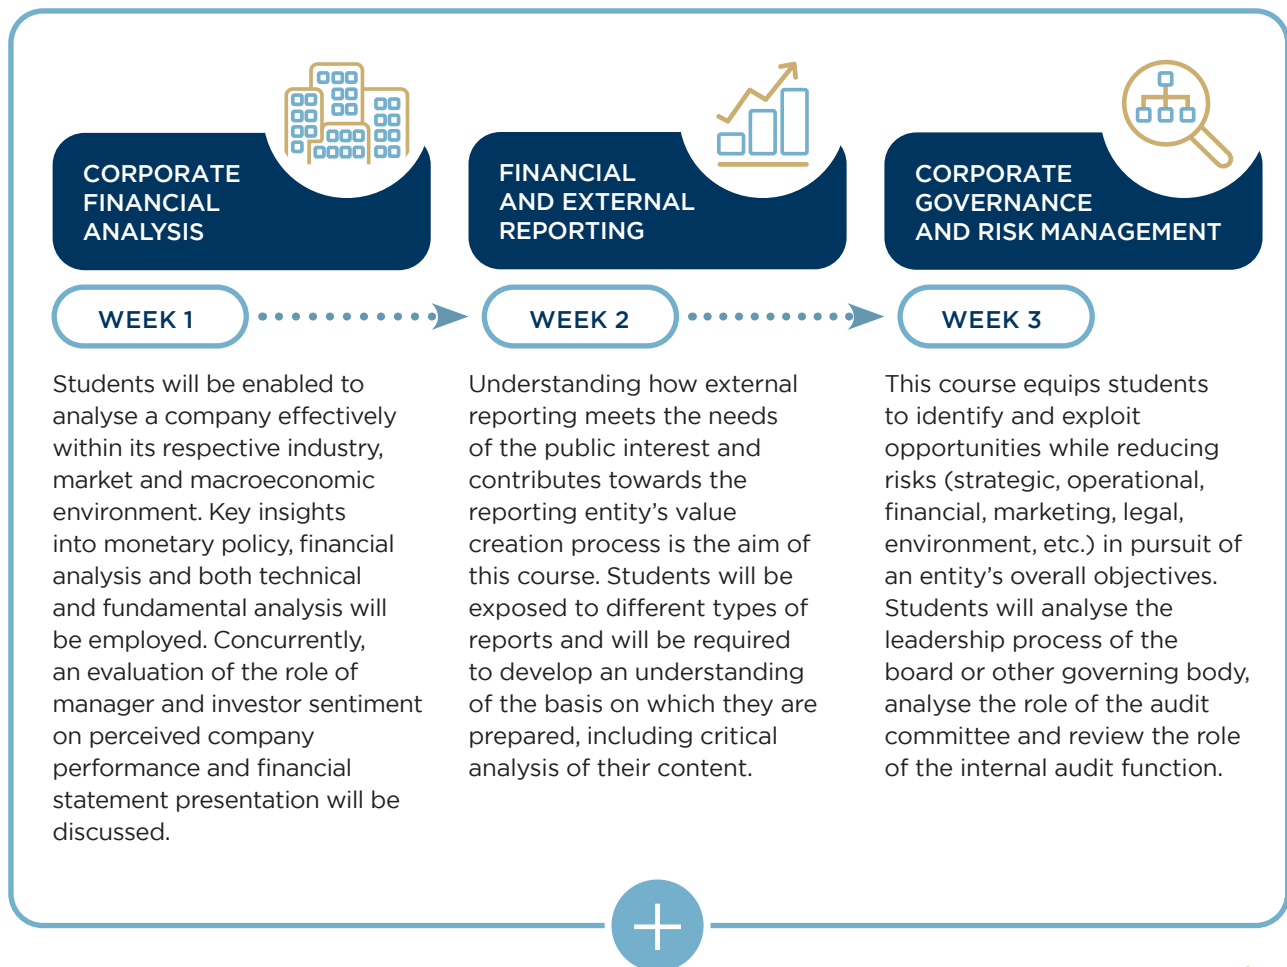 CORPORATE
FINANCIAL
ANALYSIS
WEEK 1
Students will be enabled to
analyse a company effectively
within its respective industry,
market and macroeconomic
environment. Key insights
into monetary policy, financial
analysis and both technical
and fundamental analysis will
be employed. Concurrently,
an evaluation of the role of
manager and investor sentiment
on perceived company
performance and financial
statement presentation will be
discussed.
FINANCIAL
AND EXTERNAL
REPORTING
WEEK 2
Understanding how external
reporting meets the needs
of the public interest and
contributes towards the
reporting entity’s value
creation process is the aim of
this course. Students will be
exposed to different types of
reports and will be required
to develop an understanding
of the basis on which they are
prepared, including critical
analysis of their content.
CORPORATE
GOVERNANCE
AND RISK MANAGEMENT
WEEK 3
This course equips students
to identify and exploit
opportunities while reducing
risks (strategic, operational,
financial, marketing, legal,
environment, etc.) in pursuit of
an entity’s overall objectives.
Students will analyse the
leadership process of the
board or other governing body,
analyse the role of the audit
committee and review the role
of the internal audit function.